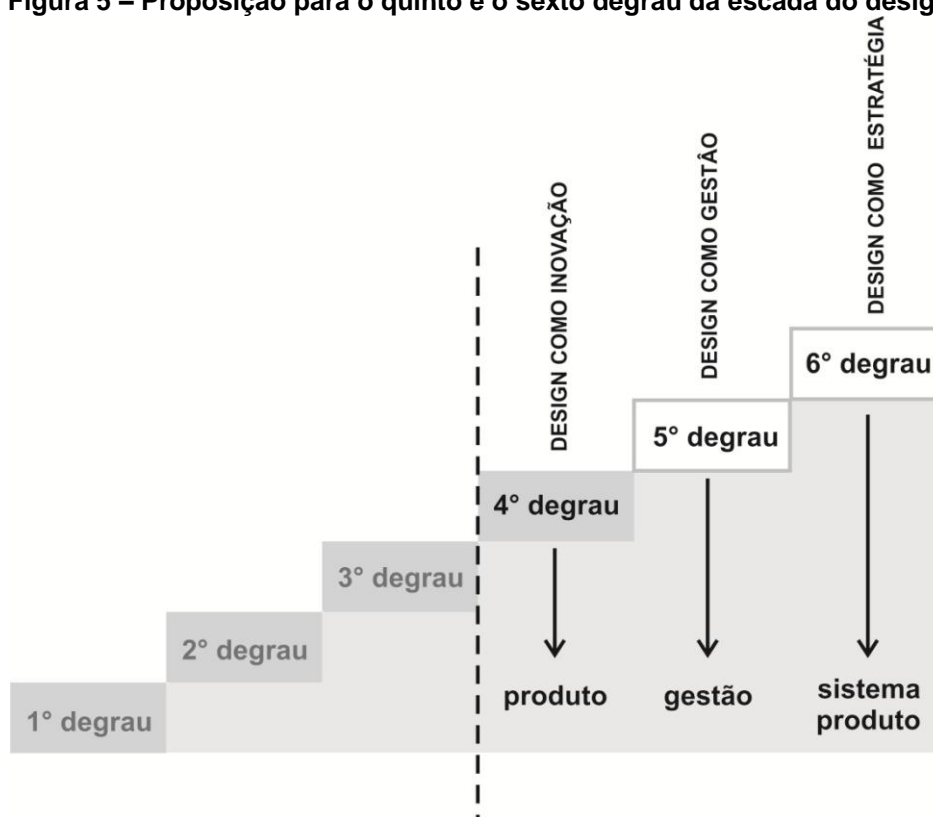 Figura 5 – Proposição para o quinto e o sexto degrau da escada do desig
DESIGN COMO INOVAÇÃO
DESIGN COMO GESTÂO
DESIGN COMO ESTRATÉGIA
6° degrau
5° degrau
4° degrau
3° degrau
2° degrau
1° degrau
produto
gestão
sistema
produto